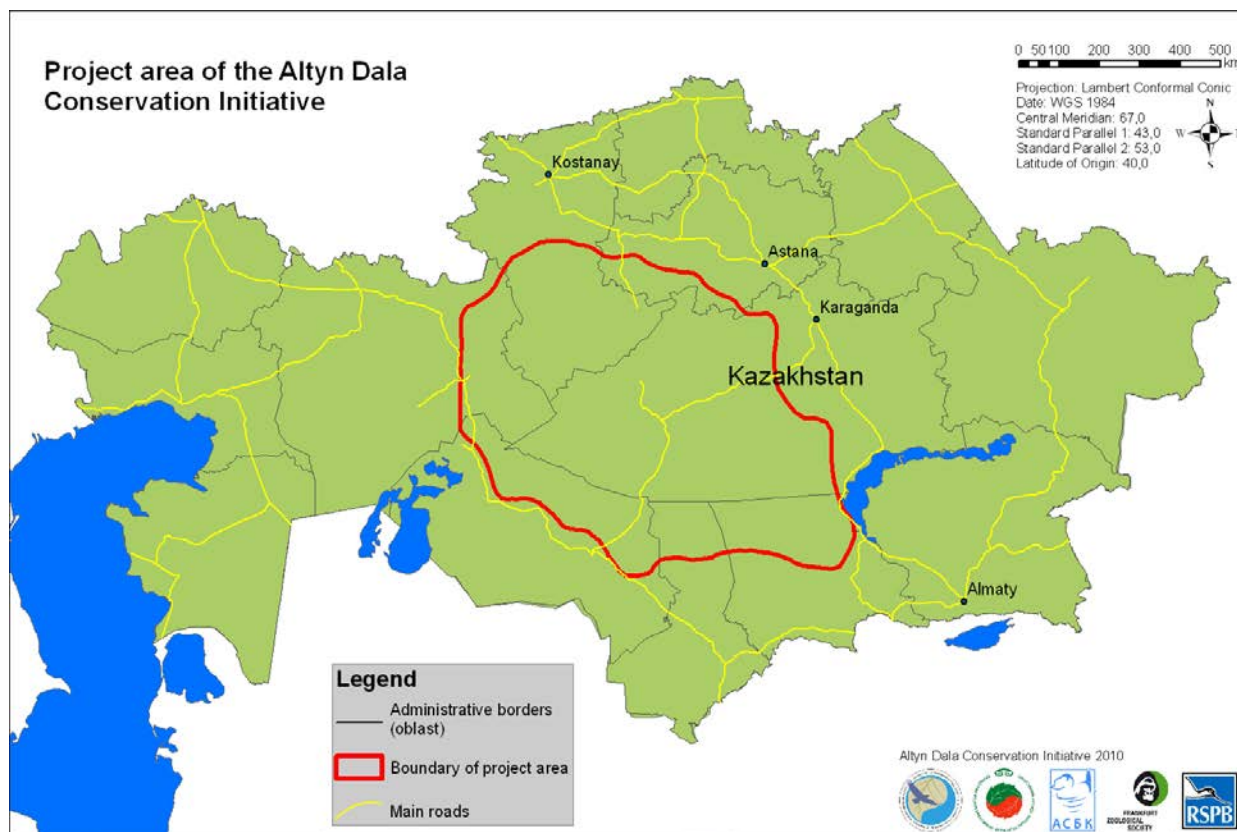 Project area of the Altyn Dala
Conservation Initiative
0 50 100 200 300 400 500
km
Projection: Lambert Conformal Conic
Date: WGS 1984
Central Meridian: 67,0
Standard Parallel 1: 43,0
Standard Parallel 2: 53,0
Latitude of Origin: 40,0
N
W
S
Kostanay
Astana
Karaganda
Kazakhstan
Almaty
Legend
Administrative borders
(oblast)
Boundary of project area
Main roads
Altyn Dala Conservation Initiative 2010
АСБК
FRANKFURT
ZOOLOGICAL
SOCIETY
RSPB